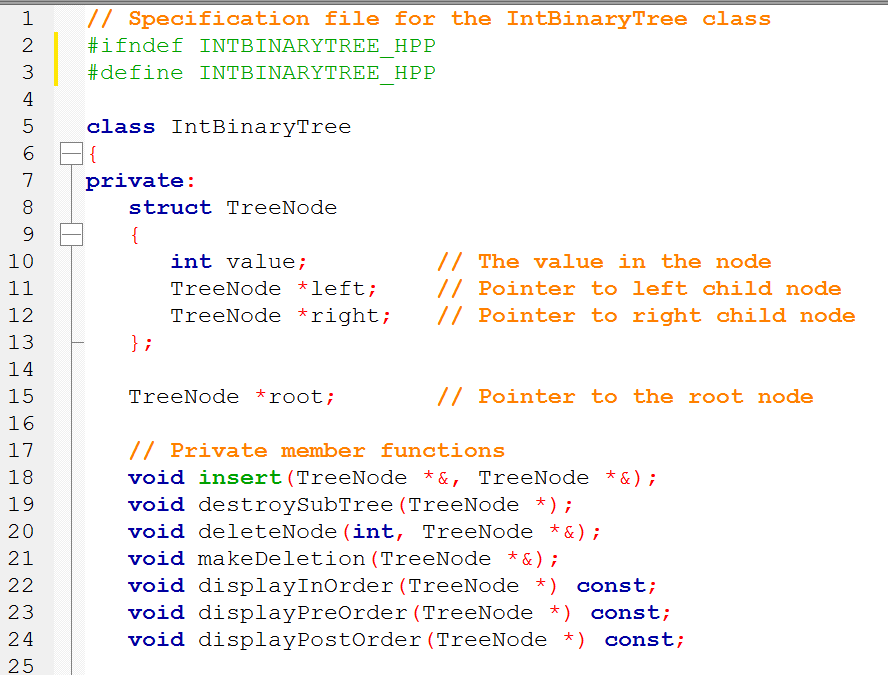 1 // Specification file for the IntBinaryTree class
2 #ifndef INTBINARYTREE_HPP
3 #define INTBINARYTREE_HPP
4
5 class IntBinaryTree
6 {
7 private:
8 struct TreeNode
9 {
10 int value; // The value in the node
11 TreeNode *left; // Pointer to left child node
12 TreeNode *right; // Pointer to right child node
13 };
14
15 TreeNode *root; // Pointer to the root node
16
17 // Private member functions
18 void insert(TreeNode *&, TreeNode *&);
19 void destroySubTree(TreeNode *);
20 void deleteNode(int, TreeNode *&);
21 void makeDeletion(TreeNode *&);
22 void displayInOrder(TreeNode *) const;
23 void displayPreOrder(TreeNode *) const;
24 void displayPostOrder(TreeNode *) const;
25